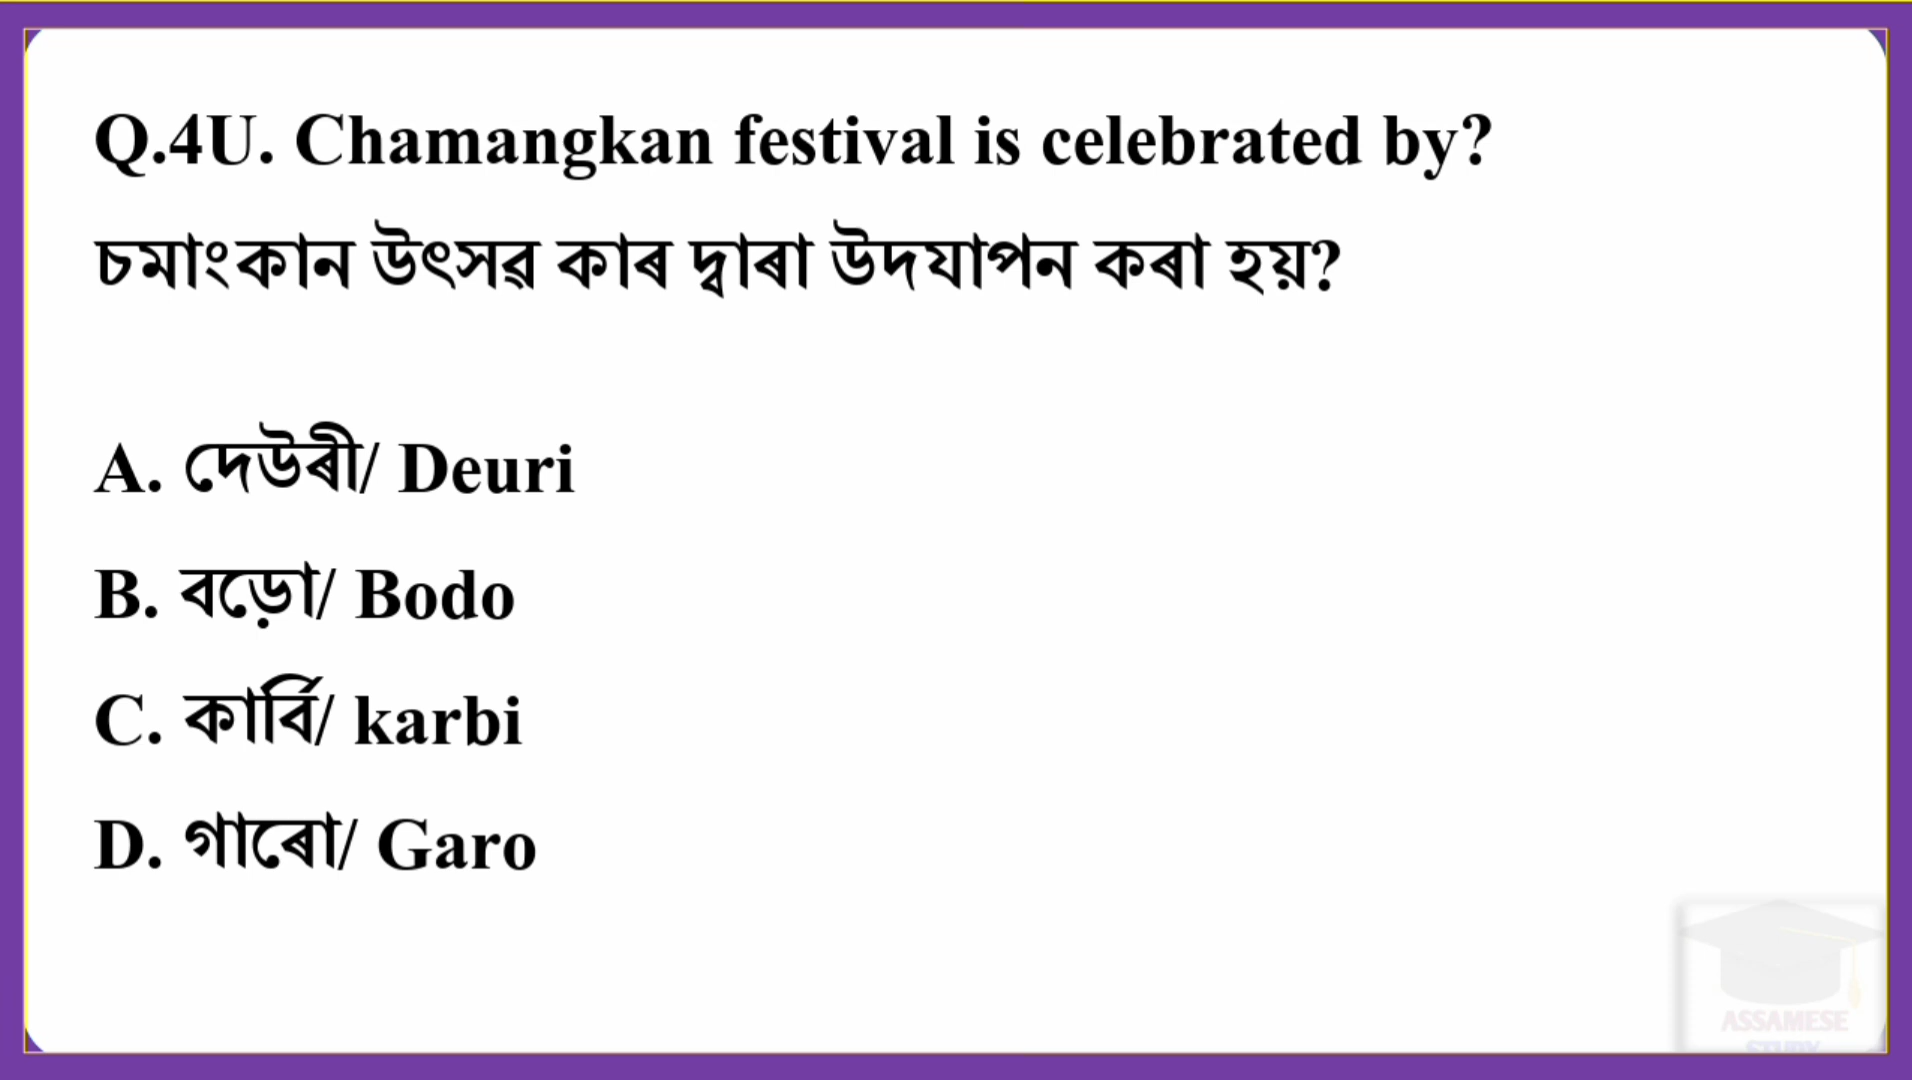 Q.4U. Chamangkan festival is celebrated by?
চমাংকান উৎসৱ কাৰ দ্বাৰা উদযাপন কৰা হয়?
A. দেউৰী/ Deuri
B. বড়ো/ Bodo
C. কাৰ্বি/ karbi
D. গাৰো/ Garo
ASSAMESE
STUDY